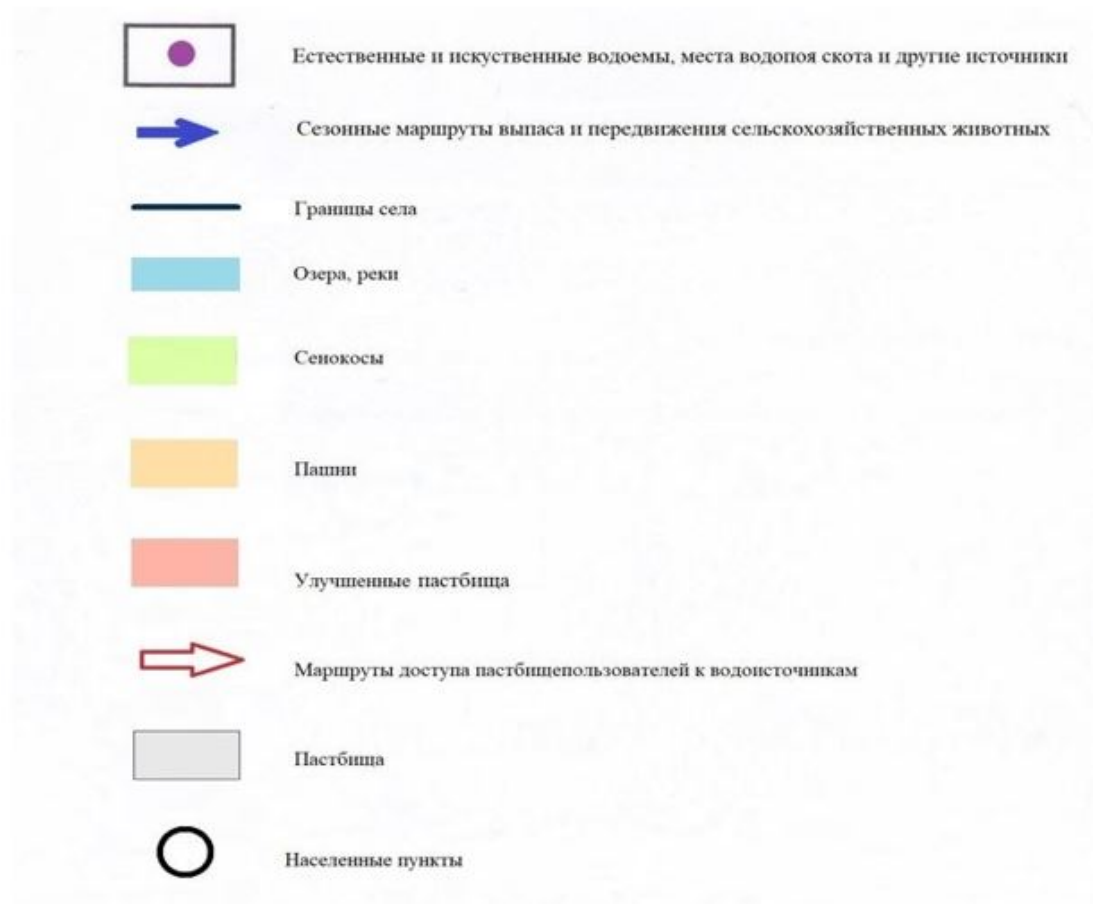 Естественные и искуственные водоемы, места водопоя скота и другие источники
Сезонные маршруты выпаса и передвижения сельскохозяйственных животных
Границы села
Озера, реки
Сенокосы
Пашни
Улучшенные пастбища
Маршруты доступа пастбищепользователей к водоисточникам
Пастбища
Населенные пункты